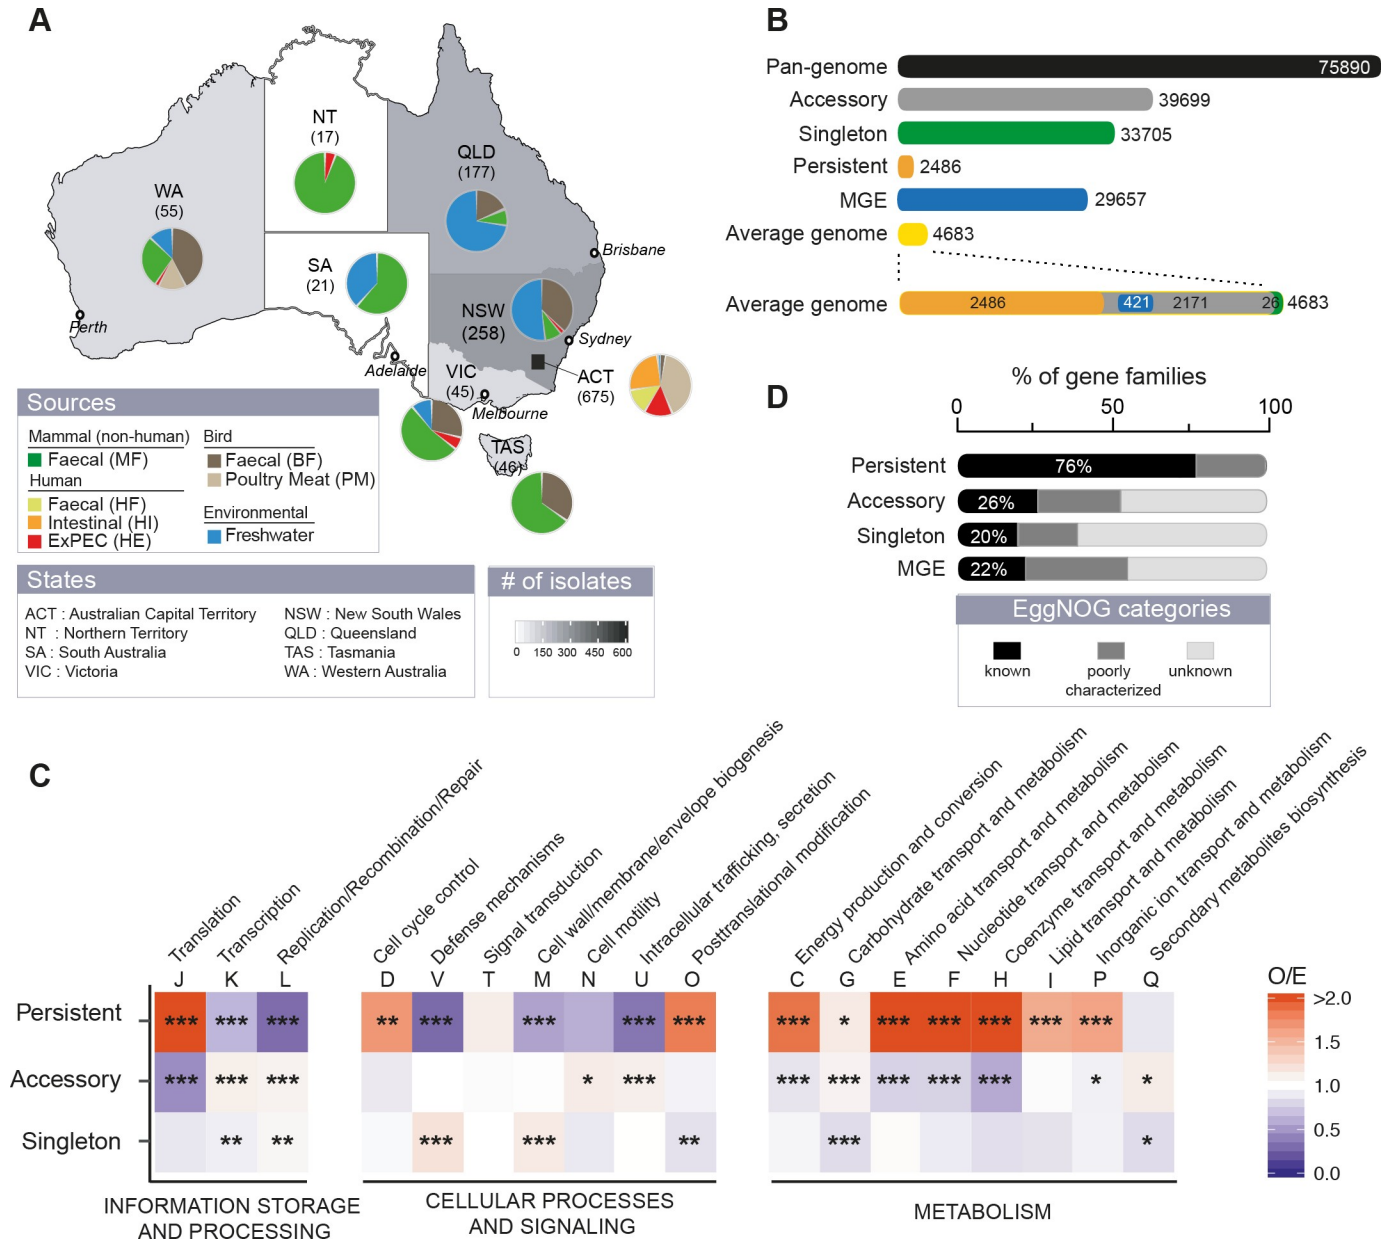 A
NT
(17)
QLD
(177)
WA
(55)
SA
(21)
NSW
(258)
VIC
(45)
ACT
(675)
TAS
(46)
Brisbane
Sydney
Perth
Adelaide
Melbourne
Sources
Mammal (non-human)
Faecal (MF)
Human
Faecal (HF)
Intestinal (HI)
ExPEC (HE)
Bird
Faecal (BF)
Poultry Meat (PM)
Environmental
Freshwater
States
ACT : Australian Capital Territory
NT : Northern Territory
SA : South Australia
VIC : Victoria
NSW : New South Wales
QLD : Queensland
TAS : Tasmania
WA : Western Australia
# of isolates
0 150 300 450 600
B
Pan-genome 75890
Accessory 39699
Singleton 33705
Persistent 2486
MGE 29657
Average genome 4683
Average genome 2486 421 2171 26 4683
D
% of gene families
0 50 100
Persistent 76%
Accessory 26%
Singleton 20%
MGE 22%
EggNOG categories
known
poorly
characterized
unknown
C
Translation
Transcription
Replication/Recombination/Repair
Cell cycle control
Defense mechanisms
Signal transduction
Cell wall/membrane/envelope biogenesis
Cell motility
Intracellular trafficking, secretion
Posttranslational modification
Energy production and conversion
Carbohydrate transport and metabolism
Amino acid transport and metabolism
Nucleotide transport and metabolism
Coenzyme transport and metabolism
Lipid transport and metabolism
Inorganic ion transport and metabolism
Secondary metabolites biosynthesis
J K L D V T M N U O C G E F H I P Q
Persistent *** *** *** ** *** *** *** *** *** * *** *** *** *** ***
Accessory *** *** *** * *** *** *** *** *** *** * *
Singleton ** ** *** *** ** *** *
INFORMATION STORAGE
AND PROCESSING
CELLULAR PROCESSES
AND SIGNALING
METABOLISM
O/E
>2.0
1.5
1.0
0.5
0.0